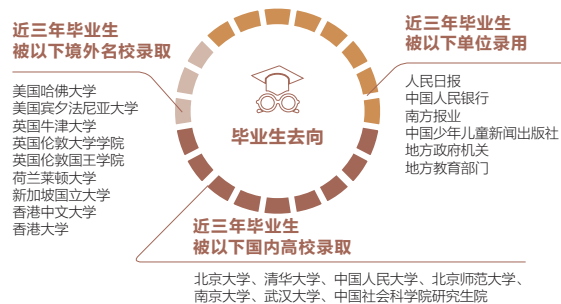 近三年毕业生
被以下境外名校录取
美国哈佛大学
美国宾夕法尼亚大学
英国牛津大学
英国伦敦大学学院
英国伦敦国王学院
荷兰莱顿大学
新加坡国立大学
香港中文大学
香港大学
毕业生去向
近三年毕业生
被以下单位录用
人民日报
中国人民银行
南方报业
中国少年儿童新闻出版社
地方政府机关
地方教育部门
近三年毕业生
被以下国内高校录取
北京大学、清华大学、中国人民大学、北京师范大学、
南京大学、武汉大学、中国社会科学院研究生院